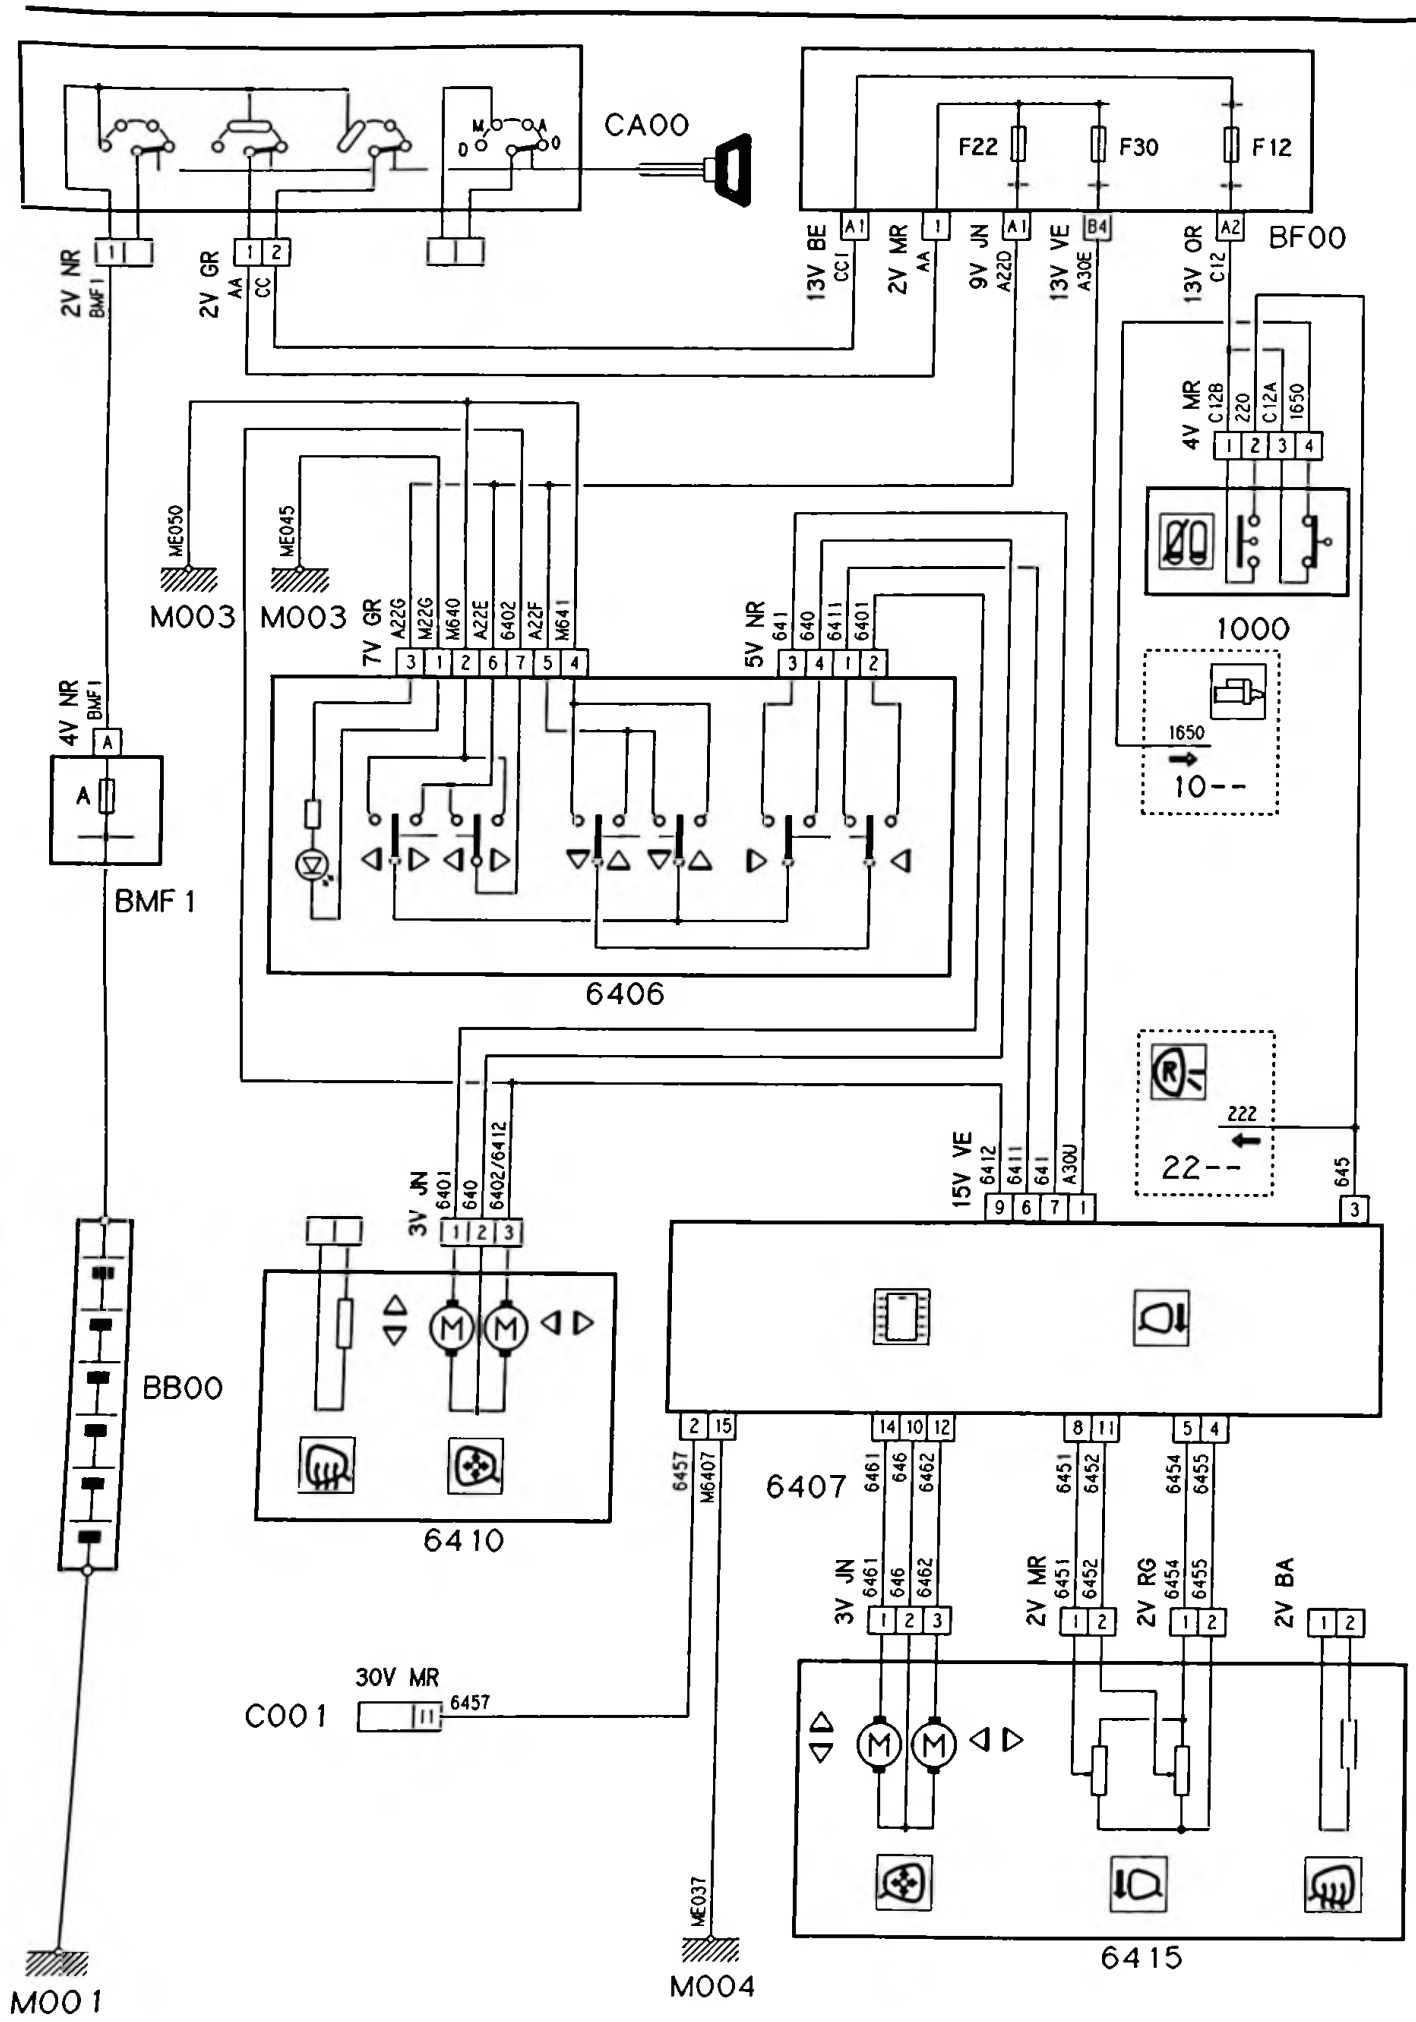 CA00
M A
0 0
F22 F30 F12
BF00
1
2V NR
BMF1
1 2
2V GR
AA
CC
A1 1 A1 B4 A2
13V BE
CC1
2V MR
AA
9V JN
A22D
13V VE
A30E
13V OR
C12
4V MR
C12B
220
C12A
1650
1 2 3 4
1000
ME050
M003
ME045
M003
7V GR
A22G
M22G
M640
A22E
6402
A22F
M641
3 1 2 6 7 5 4
5V NR
641
640
6411
6401
3 4 1 2
6406
4V NR
BMF1
A
A
BMF1
1650
10--
R
222
22--
15V VE
6412
6411
641
A30U
9 6 7 1
645
3
3V JN
6401
640
6402/6412
1 2 3
M M
6410
BB00
2 15
6457
M6407
6407
14 10 12
6461
646
6462
8 11
6451
6452
5 4
6454
6455
3V JN
6461
646
6462
1 2 3
2V MR
6451
6452
1 2
2V RG
6454
6455
1 2
2V BA
1 2
M M
6415
C001
30V MR
11
6457
ME037
M004
M001